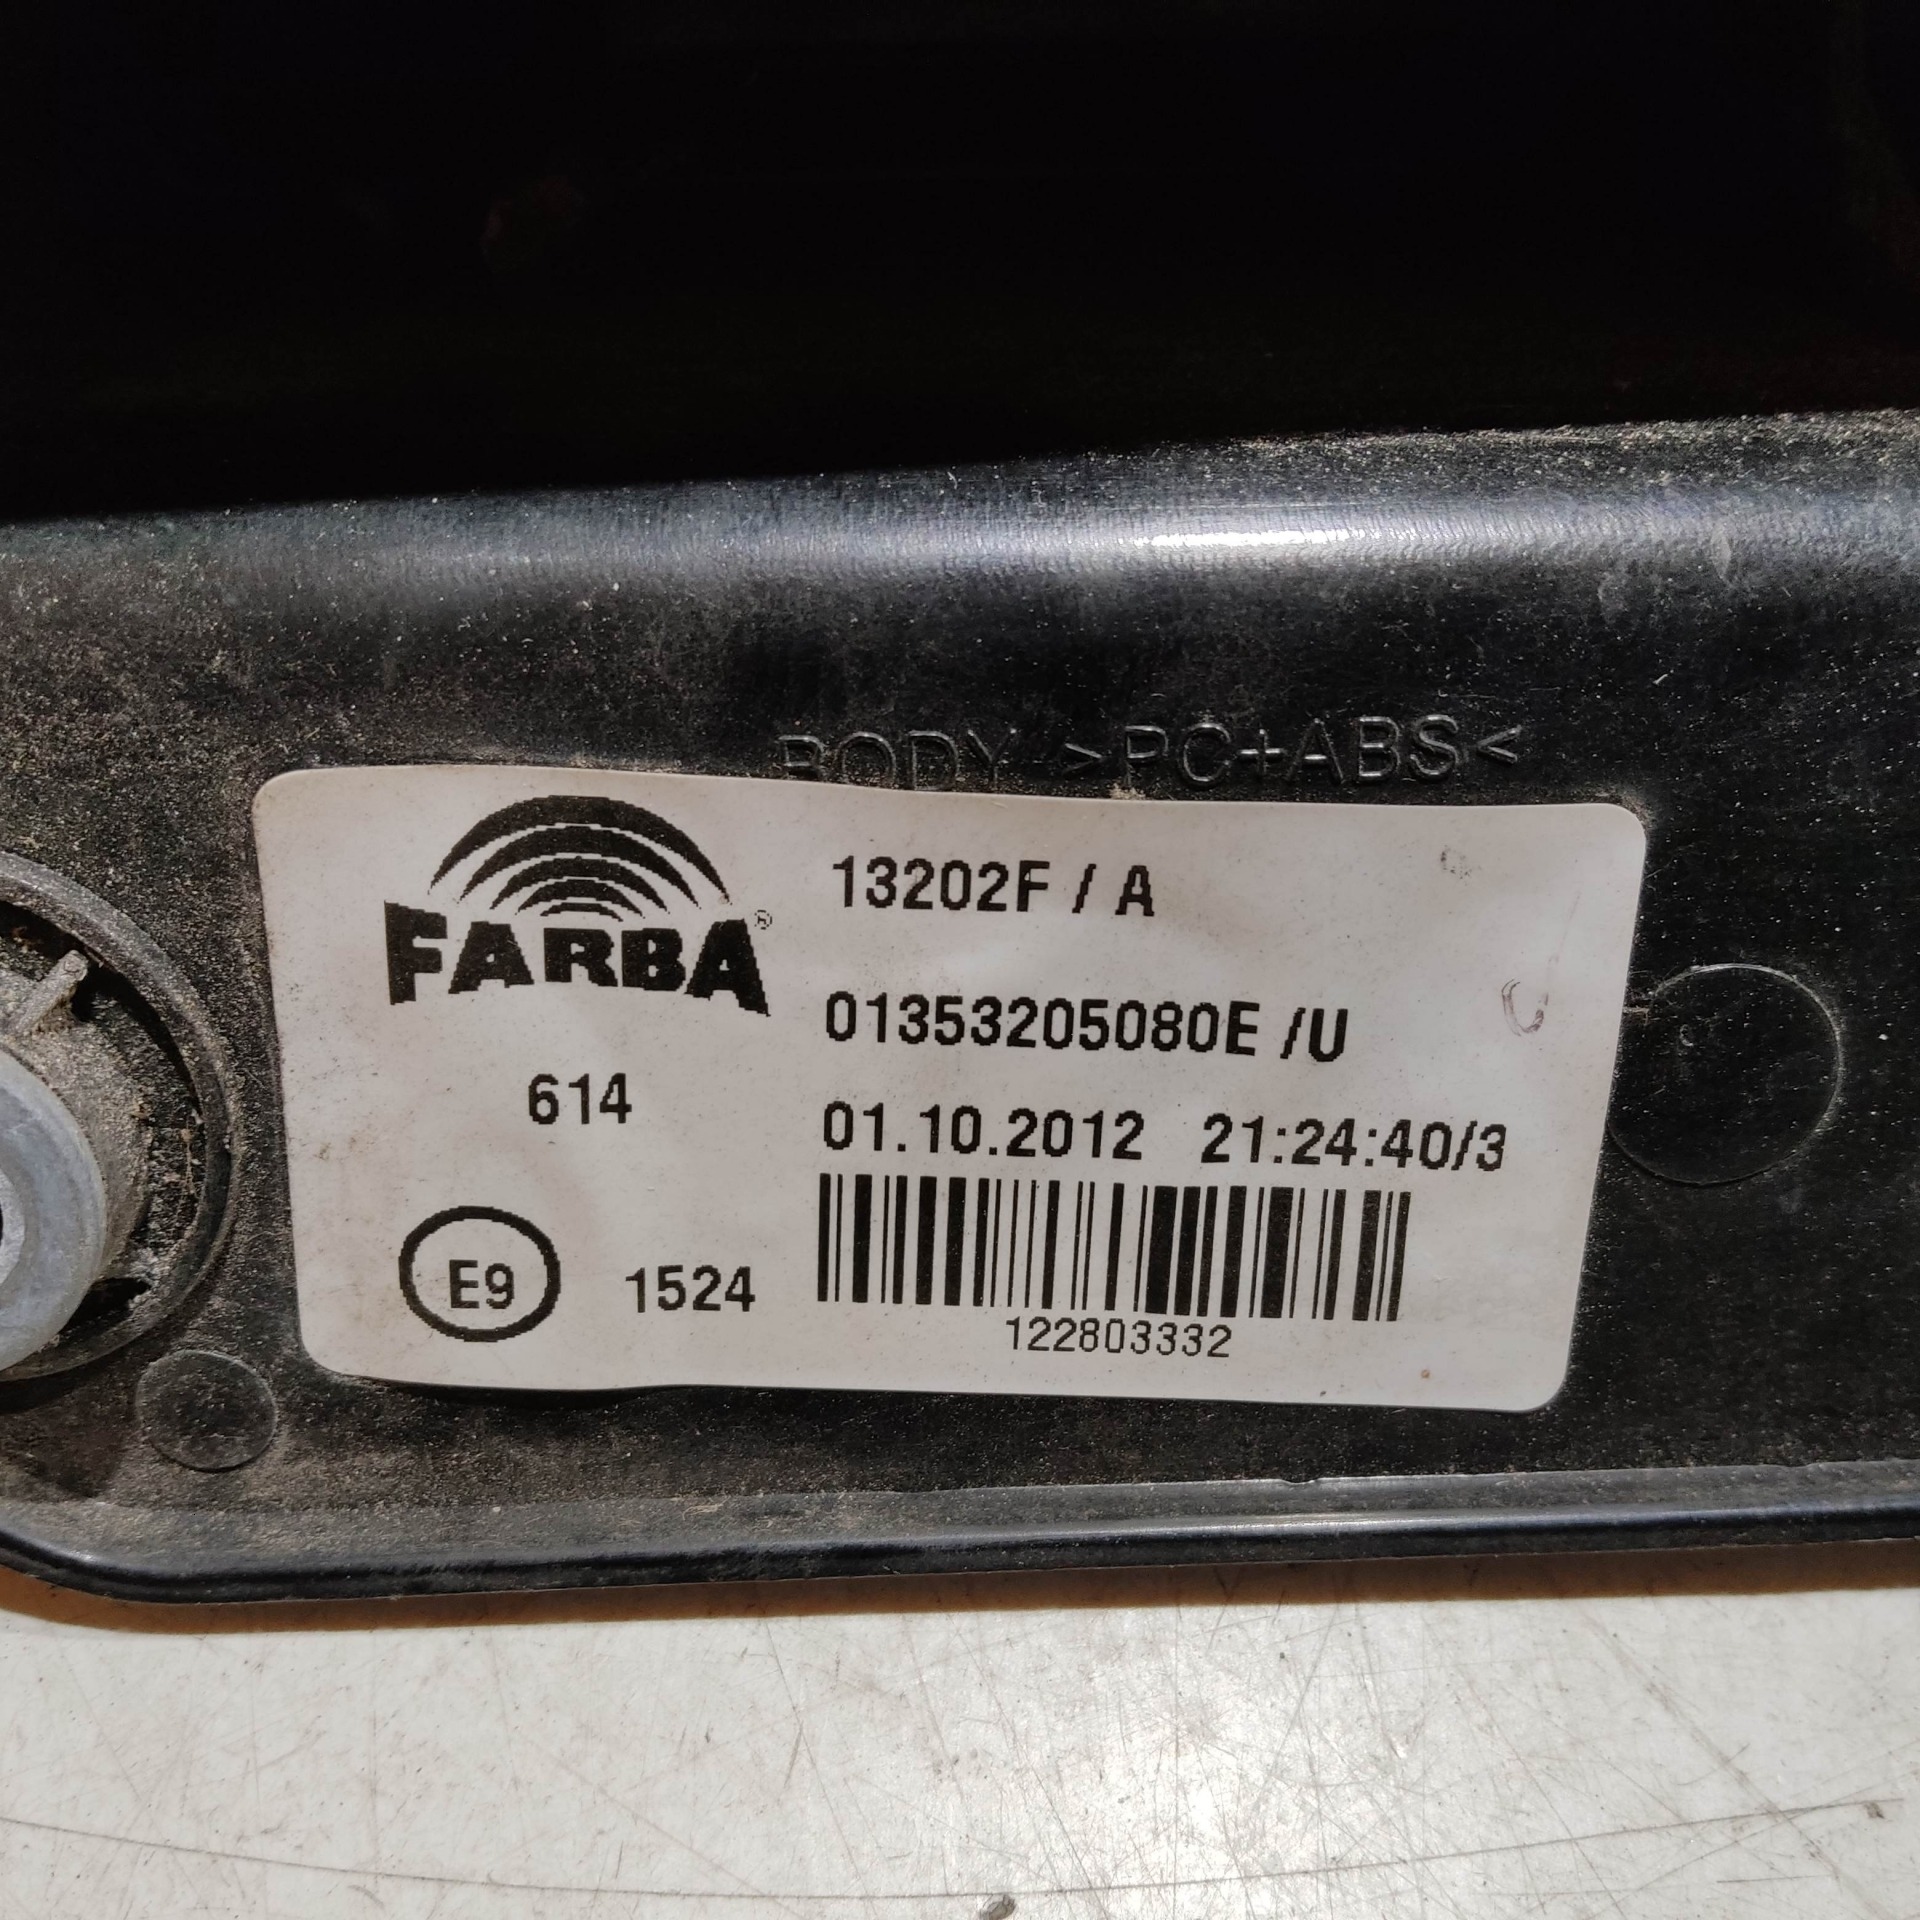 BODY >PC+ABS<
FARBA®
13202F / A
01353205080E /U
614
01.10.2012 21:24:40/3
E9
1524
122803332